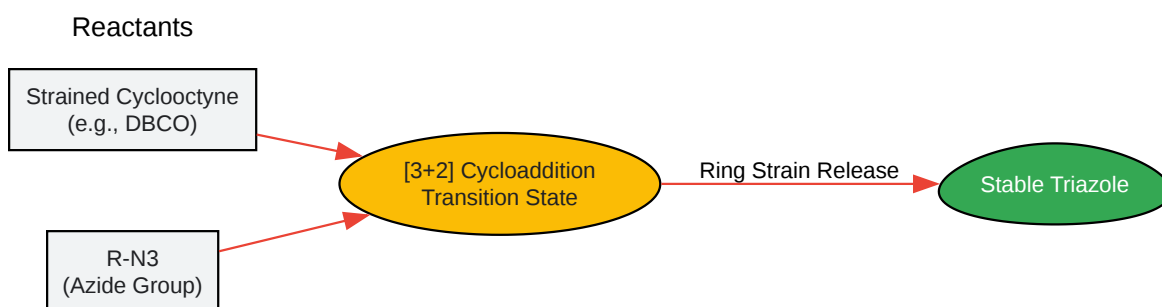 Reactants
Strained Cyclooctyne
(e.g., DBCO)
[3+2] Cycloaddition
Transition State
Ring Strain Release
Stable Triazole
R-N3
(Azide Group)